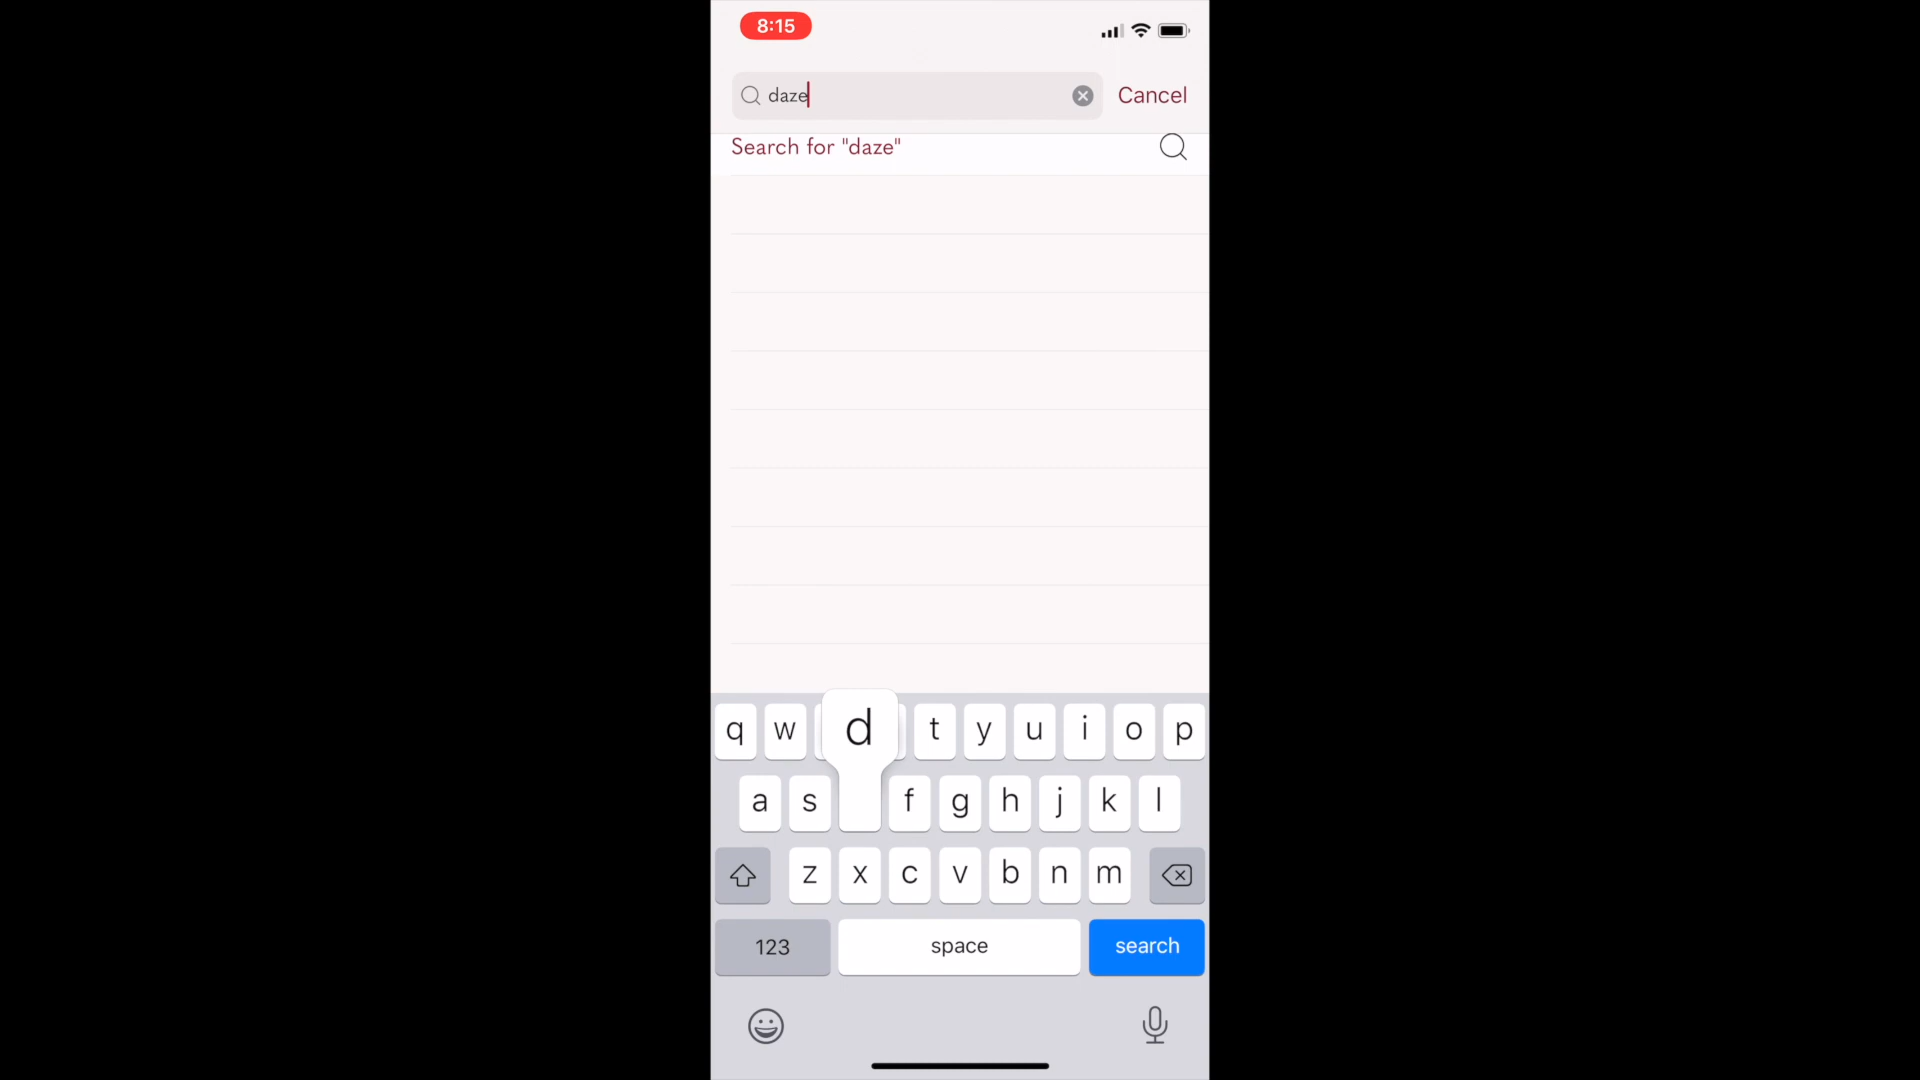 8:15
daze
Cancel
Search for "daze"
q w d t y u i o p
a s f g h j k l
z x c v b n m
123 space search